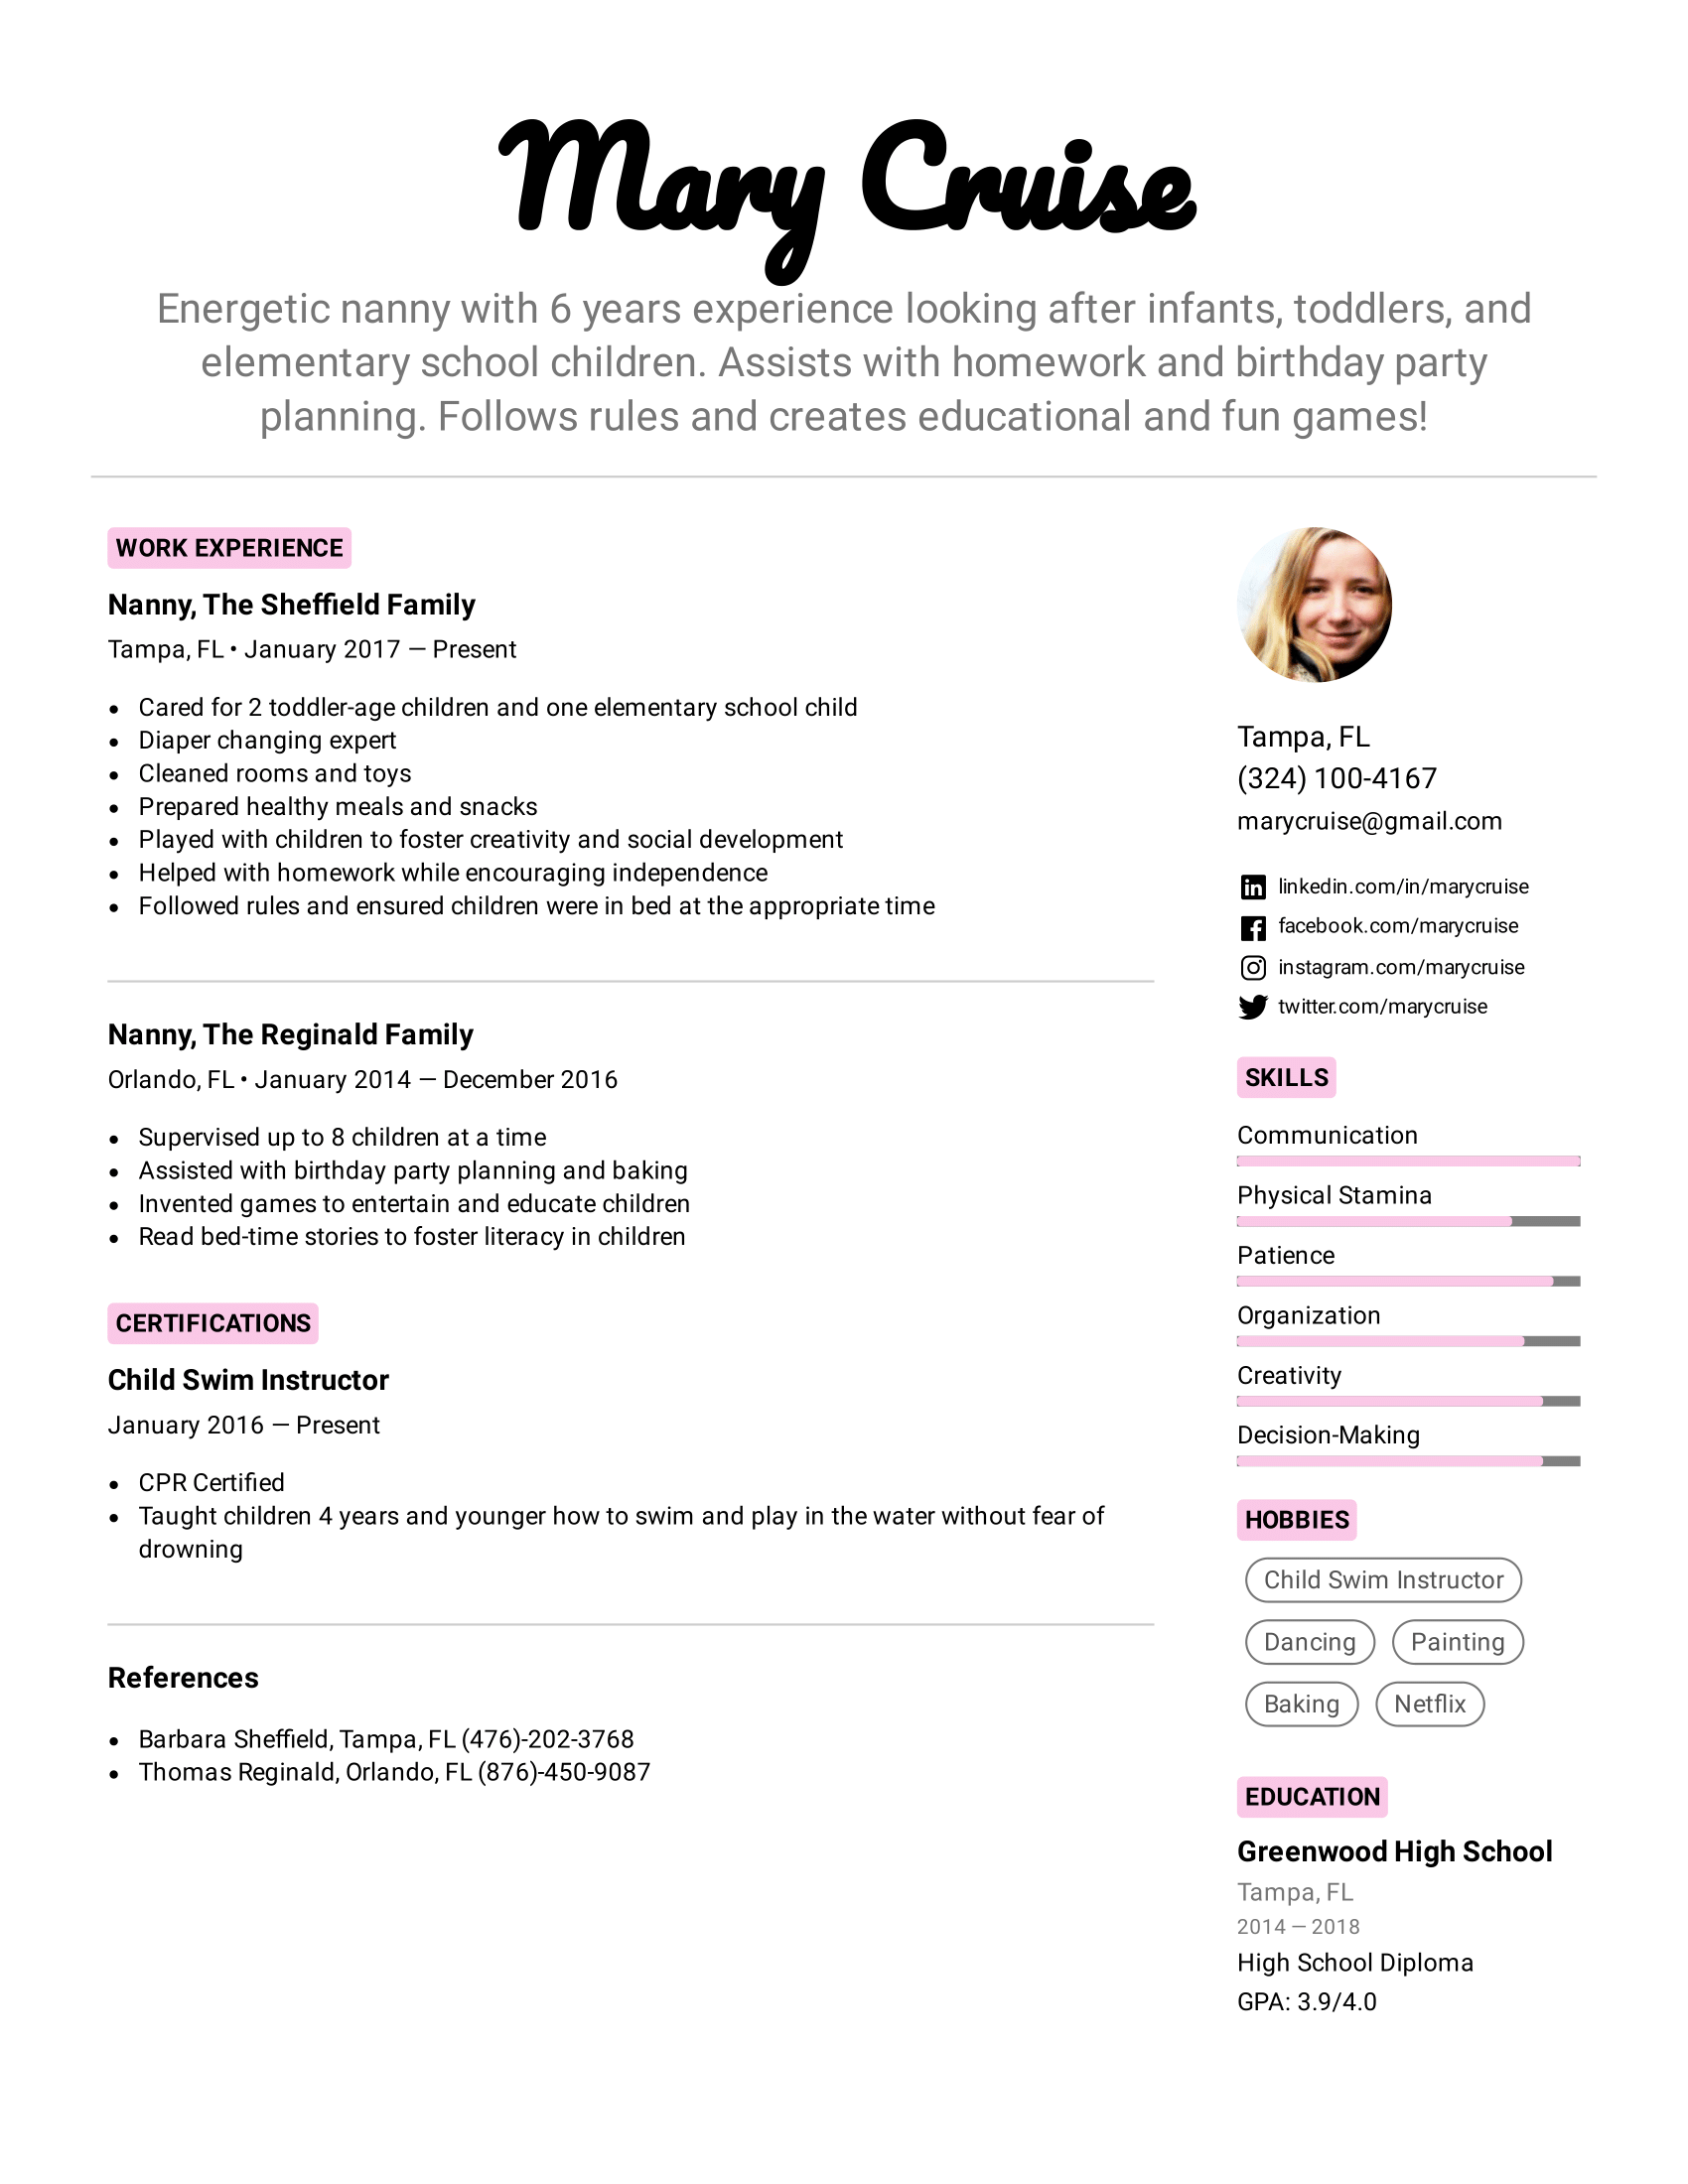 Mary Cruise
Energetic nanny with 6 years experience looking after infants, toddlers, and
elementary school children. Assists with homework and birthday party
planning. Follows rules and creates educational and fun games!
WORK EXPERIENCE
Nanny, The Sheffield Family
Tampa, FL • January 2017 — Present
• Cared for 2 toddler-age children and one elementary school child
• Diaper changing expert
• Cleaned rooms and toys
• Prepared healthy meals and snacks
• Played with children to foster creativity and social development
• Helped with homework while encouraging independence
• Followed rules and ensured children were in bed at the appropriate time
Nanny, The Reginald Family
Orlando, FL • January 2014 — December 2016
• Supervised up to 8 children at a time
• Assisted with birthday party planning and baking
• Invented games to entertain and educate children
• Read bed-time stories to foster literacy in children
CERTIFICATIONS
Child Swim Instructor
January 2016 — Present
• CPR Certified
• Taught children 4 years and younger how to swim and play in the water without fear of
drowning
References
• Barbara Sheffield, Tampa, FL (476)-202-3768
• Thomas Reginald, Orlando, FL (876)-450-9087
Tampa, FL
(324) 100-4167
marycruise@gmail.com
linkedin.com/in/marycruise
facebook.com/marycruise
instagram.com/marycruise
twitter.com/marycruise
SKILLS
Communication
Physical Stamina
Patience
Organization
Creativity
Decision-Making
HOBBIES
Child Swim Instructor
Dancing Painting
Baking Netflix
EDUCATION
Greenwood High School
Tampa, FL
2014 — 2018
High School Diploma
GPA: 3.9/4.0